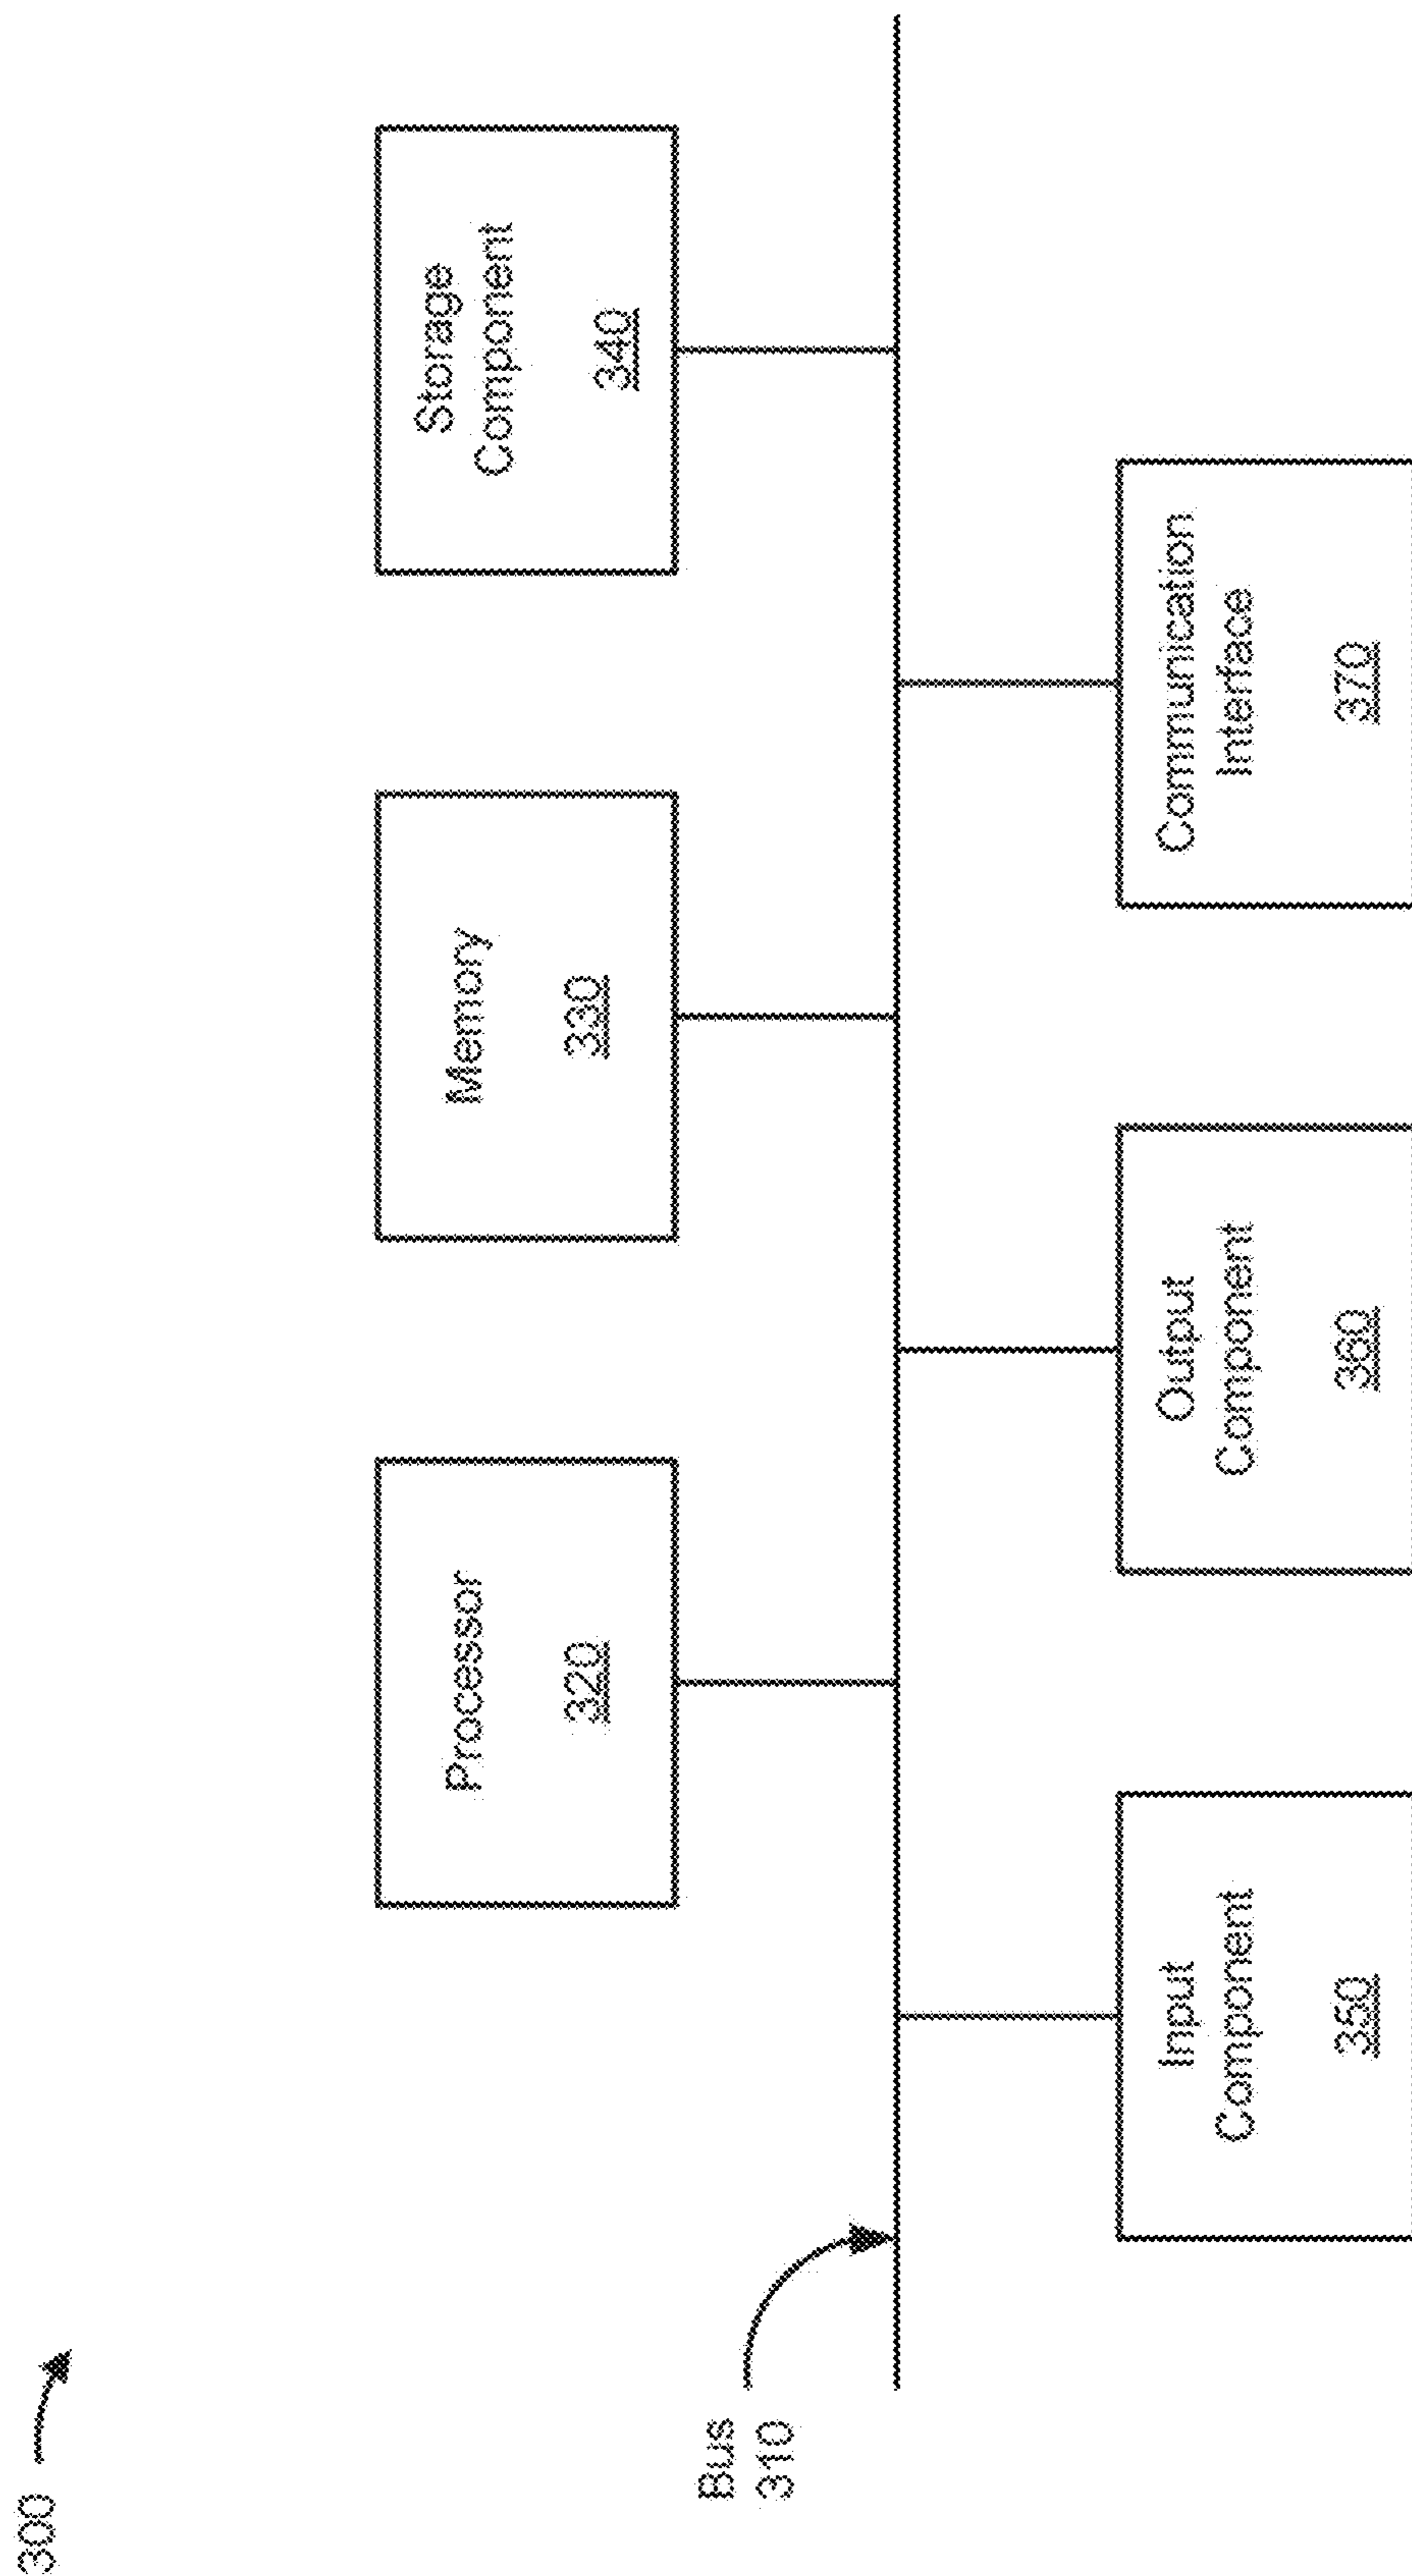 300
Processor
320
Memory
330
Storage
Component
340
Bus
310
Input
Component
350
Output
Component
360
Communication
Interface
370